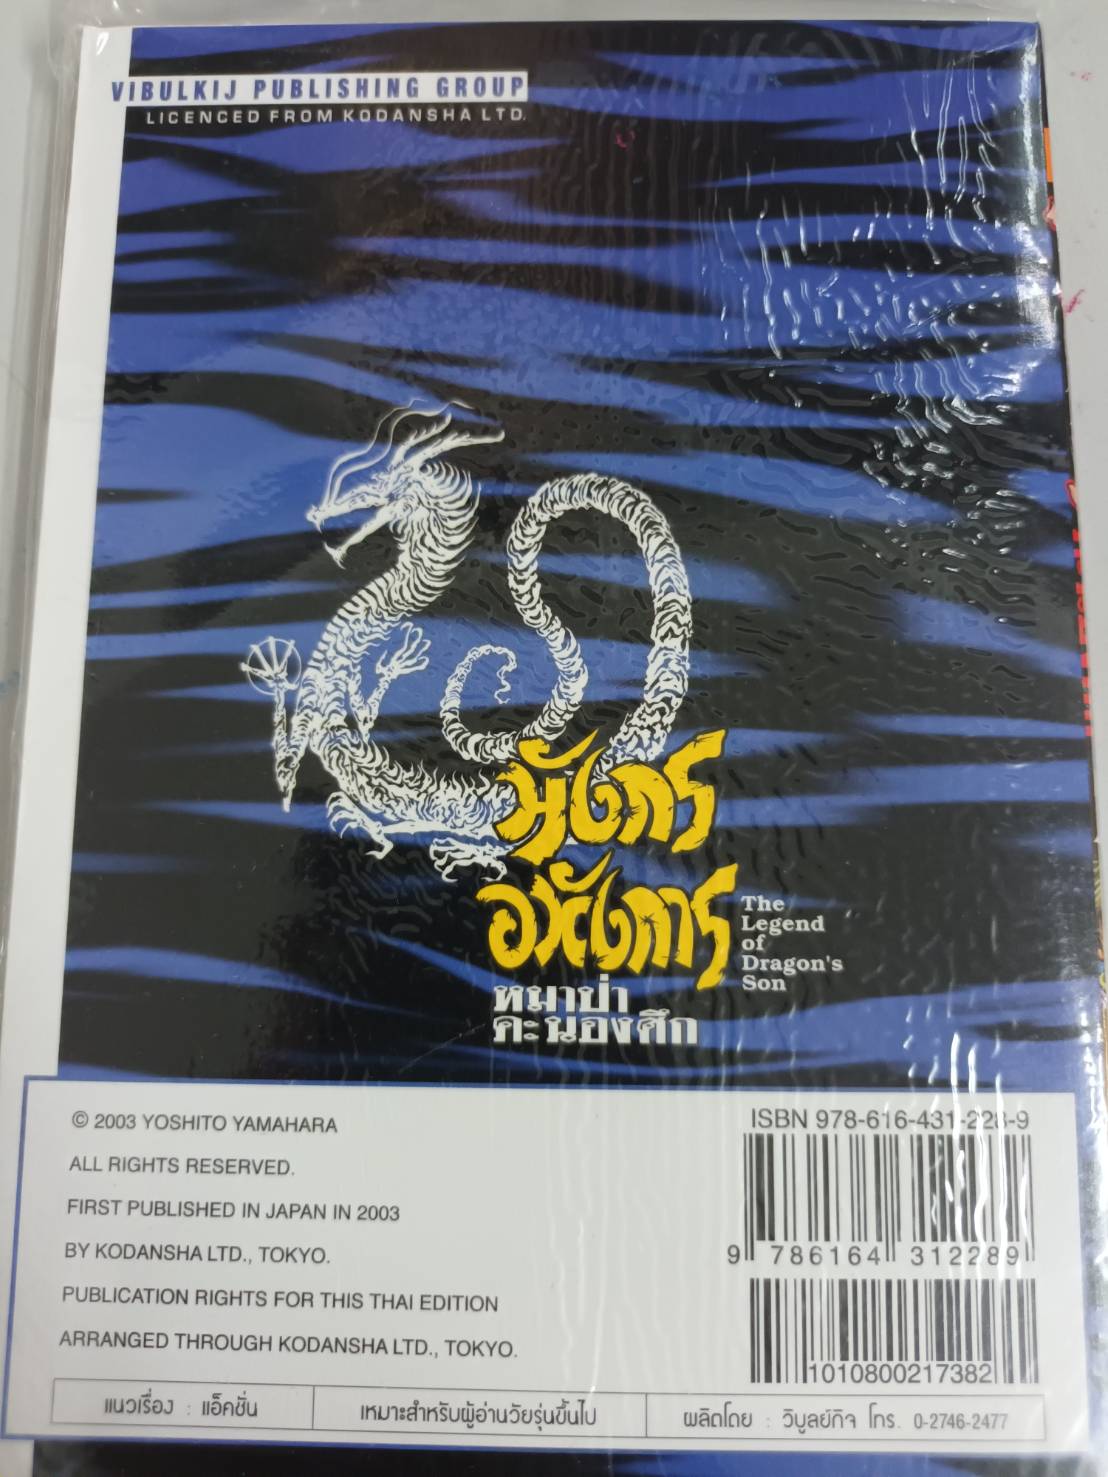 VIBULKIJ PUBLISHING GROUP
LICENCED FROM KODANSHA LTD.
มังกร
อหังการ
The
Legend
of
Dragon's
Son
หมาป่า
คะนองศึก
© 2003 YOSHITO YAMAHARA
ALL RIGHTS RESERVED.
FIRST PUBLISHED IN JAPAN IN 2003
BY KODANSHA LTD., TOKYO.
PUBLICATION RIGHTS FOR THIS THAI EDITION
ARRANGED THROUGH KODANSHA LTD., TOKYO.
ISBN 978-616-431-228-9
9 786164 312289
1010800217382
แนวเรื่อง : แอ็คชั่น
เหมาะสำหรับผู้อ่านวัยรุ่นขึ้นไป
ผลิตโดย : วิบูลย์กิจ โทร. 0-2746-2477